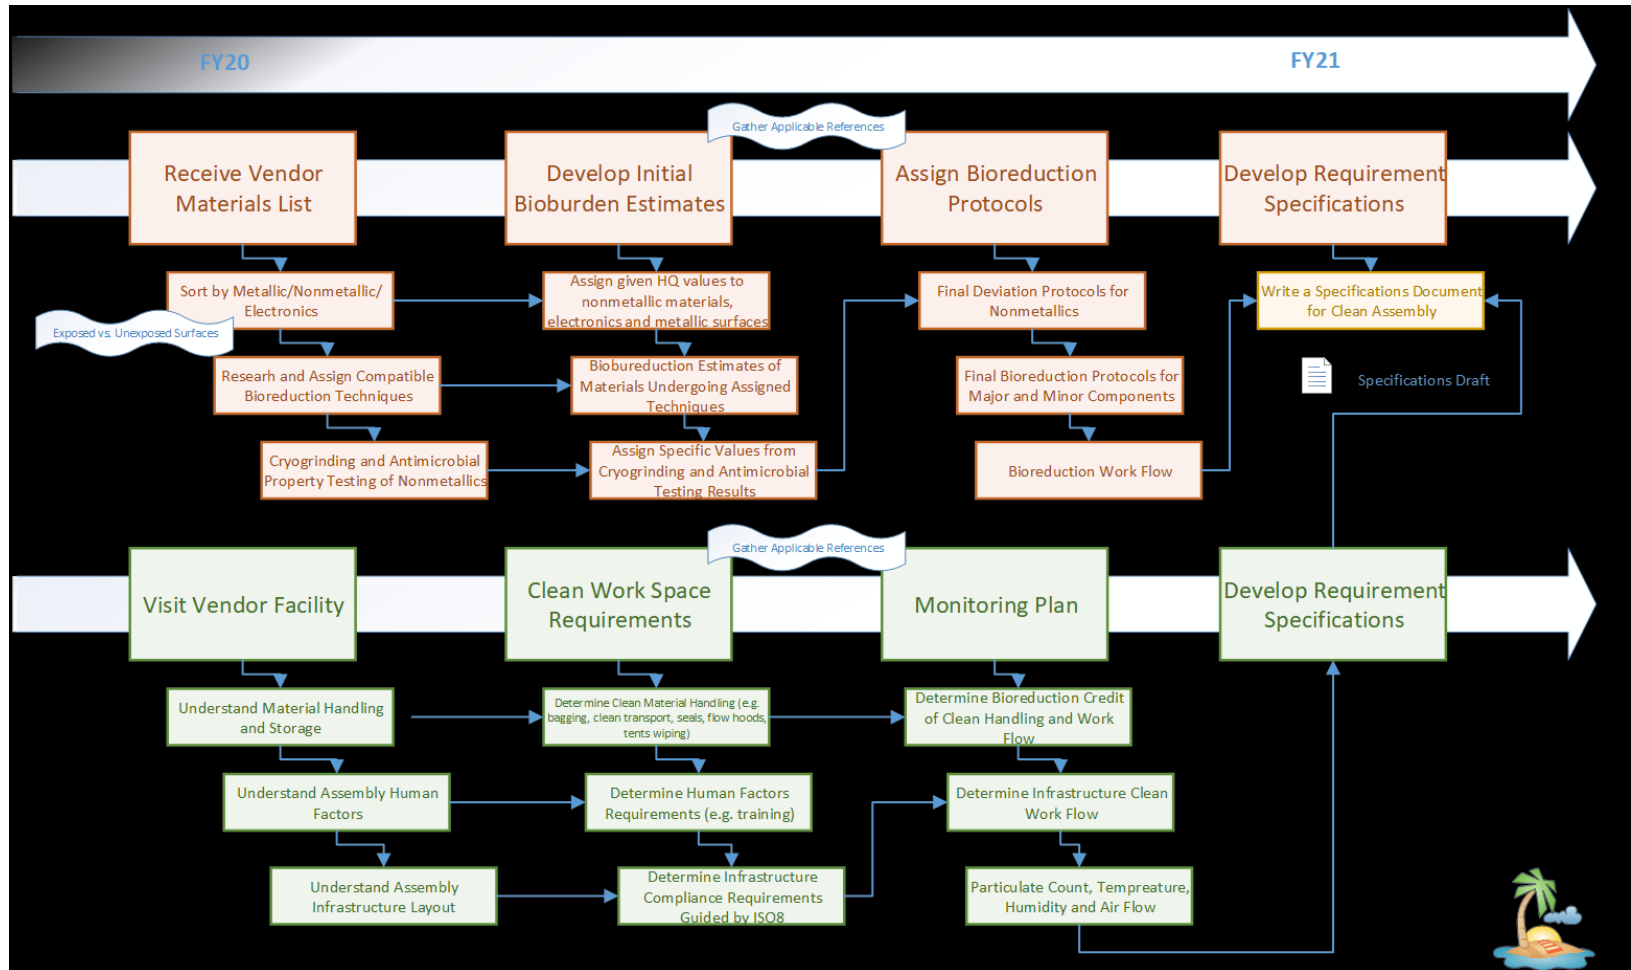 FY20
FY21
Gather Applicable References
Receive Vendor
Materials List
Develop Initial
Bioburden Estimates
Assign Bioreduction
Protocols
Develop Requirement
Specifications
Sort by Metallic/Nonmetallic/
Electronics
Assign given HQ values to
nonmetallic materials,
electronics and metallic surfaces
Final Deviation Protocols for
Nonmetallics
Write a Specifications Document
for Clean Assembly
Exposed vs. Unexposed Surfaces
Researh and Assign Compatible
Bioreduction Techniques
Biobureduction Estimates of
Materials Undergoing Assigned
Techniques
Final Bioreduction Protocols for
Major and Minor Components
Specifications Draft
Cryogrinding and Antimicrobial
Property Testing of Nonmetallics
Assign Specific Values from
Cryogrinding and Antimicrobial
Testing Results
Bioreduction Work Flow
Gather Applicable References
Visit Vendor Facility
Clean Work Space
Requirements
Monitoring Plan
Develop Requirement
Specifications
Understand Material Handling
and Storage
Determine Clean Material Handling (e.g.
bagging, clean transport, seals, flow hoods,
tents wiping)
Determine Bioreduction Credit
of Clean Handling and Work
Flow
Understand Assembly Human
Factors
Determine Human Factors
Requirements (e.g. training)
Determine Infrastructure Clean
Work Flow
Understand Assembly
Infrastructure Layout
Determine Infrastructure
Compliance Requirements
Guided by ISO8
Particulate Count, Tempreature,
Humidity and Air Flow